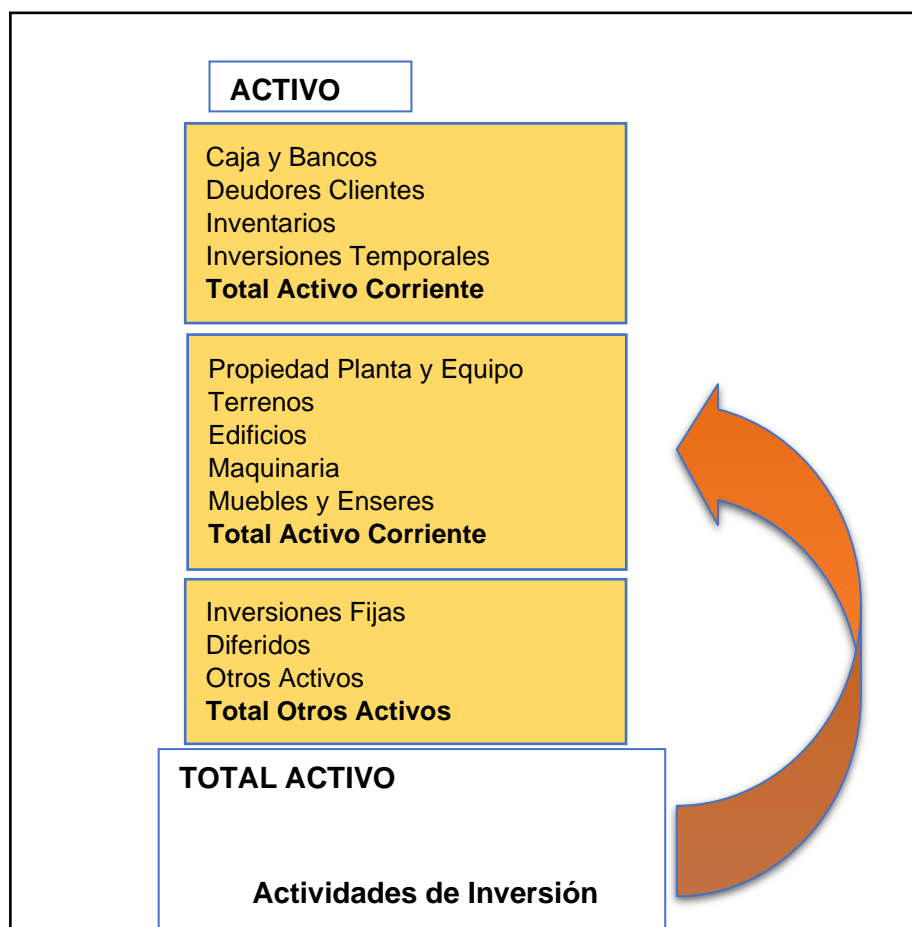 ACTIVO
Caja y Bancos
Deudores Clientes
Inventarios
Inversiones Temporales
Total Activo Corriente
Propiedad Planta y Equipo
Terrenos
Edificios
Maquinaria
Muebles y Enseres
Total Activo Corriente
Inversiones Fijas
Diferidos
Otros Activos
Total Otros Activos
TOTAL ACTIVO
Actividades de Inversión